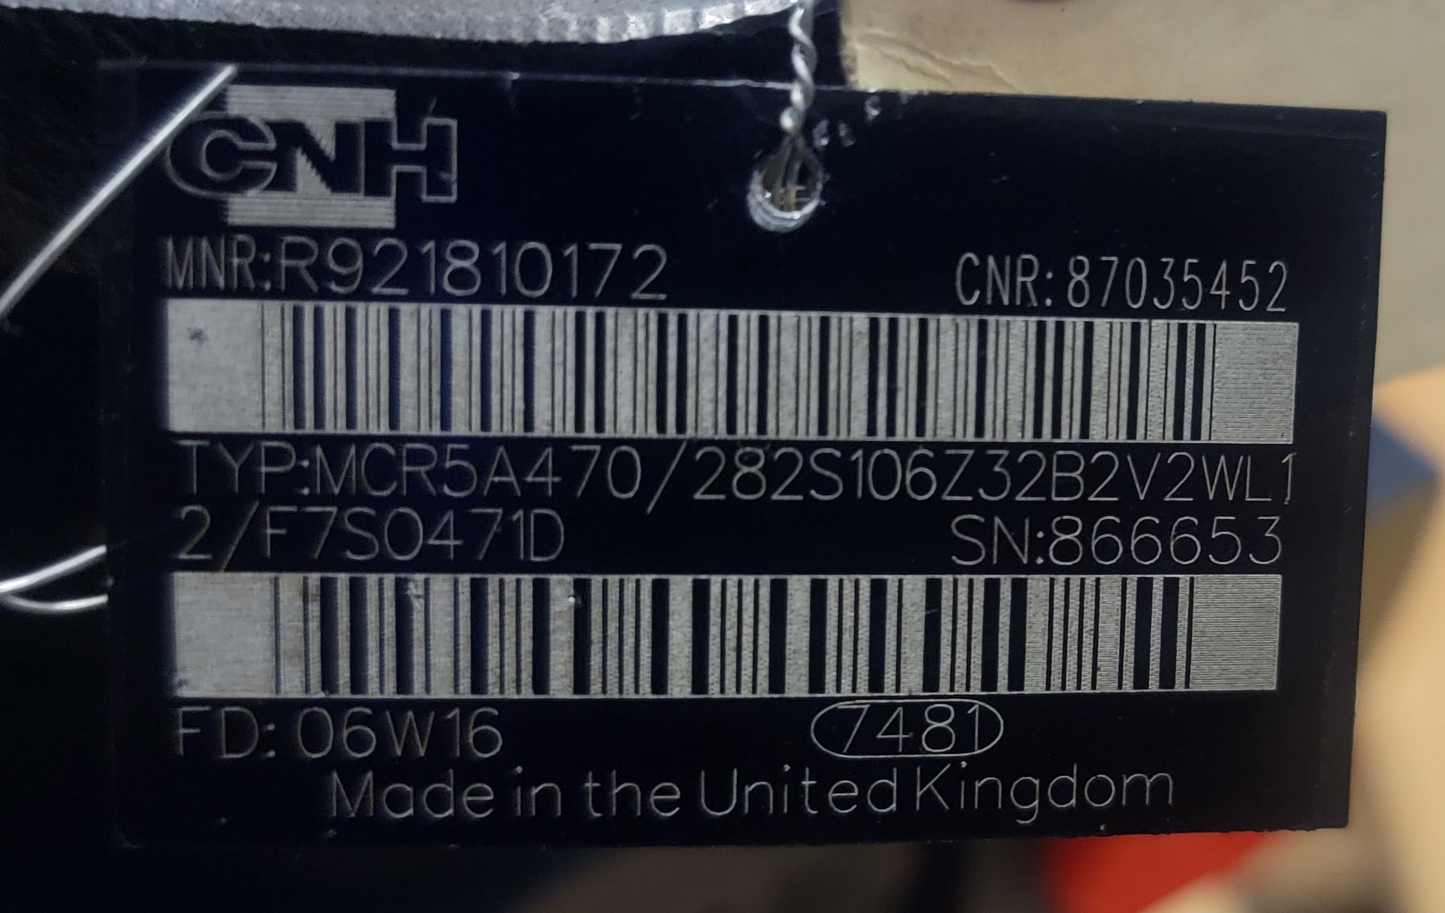 CNH
MNR:R921810172 CNR:87035452
TYP:MCR5A470/282S106Z32B2V2WL1
2/F7S0471D SN:866653
FD: 06W16 7481
Made in the United Kingdom